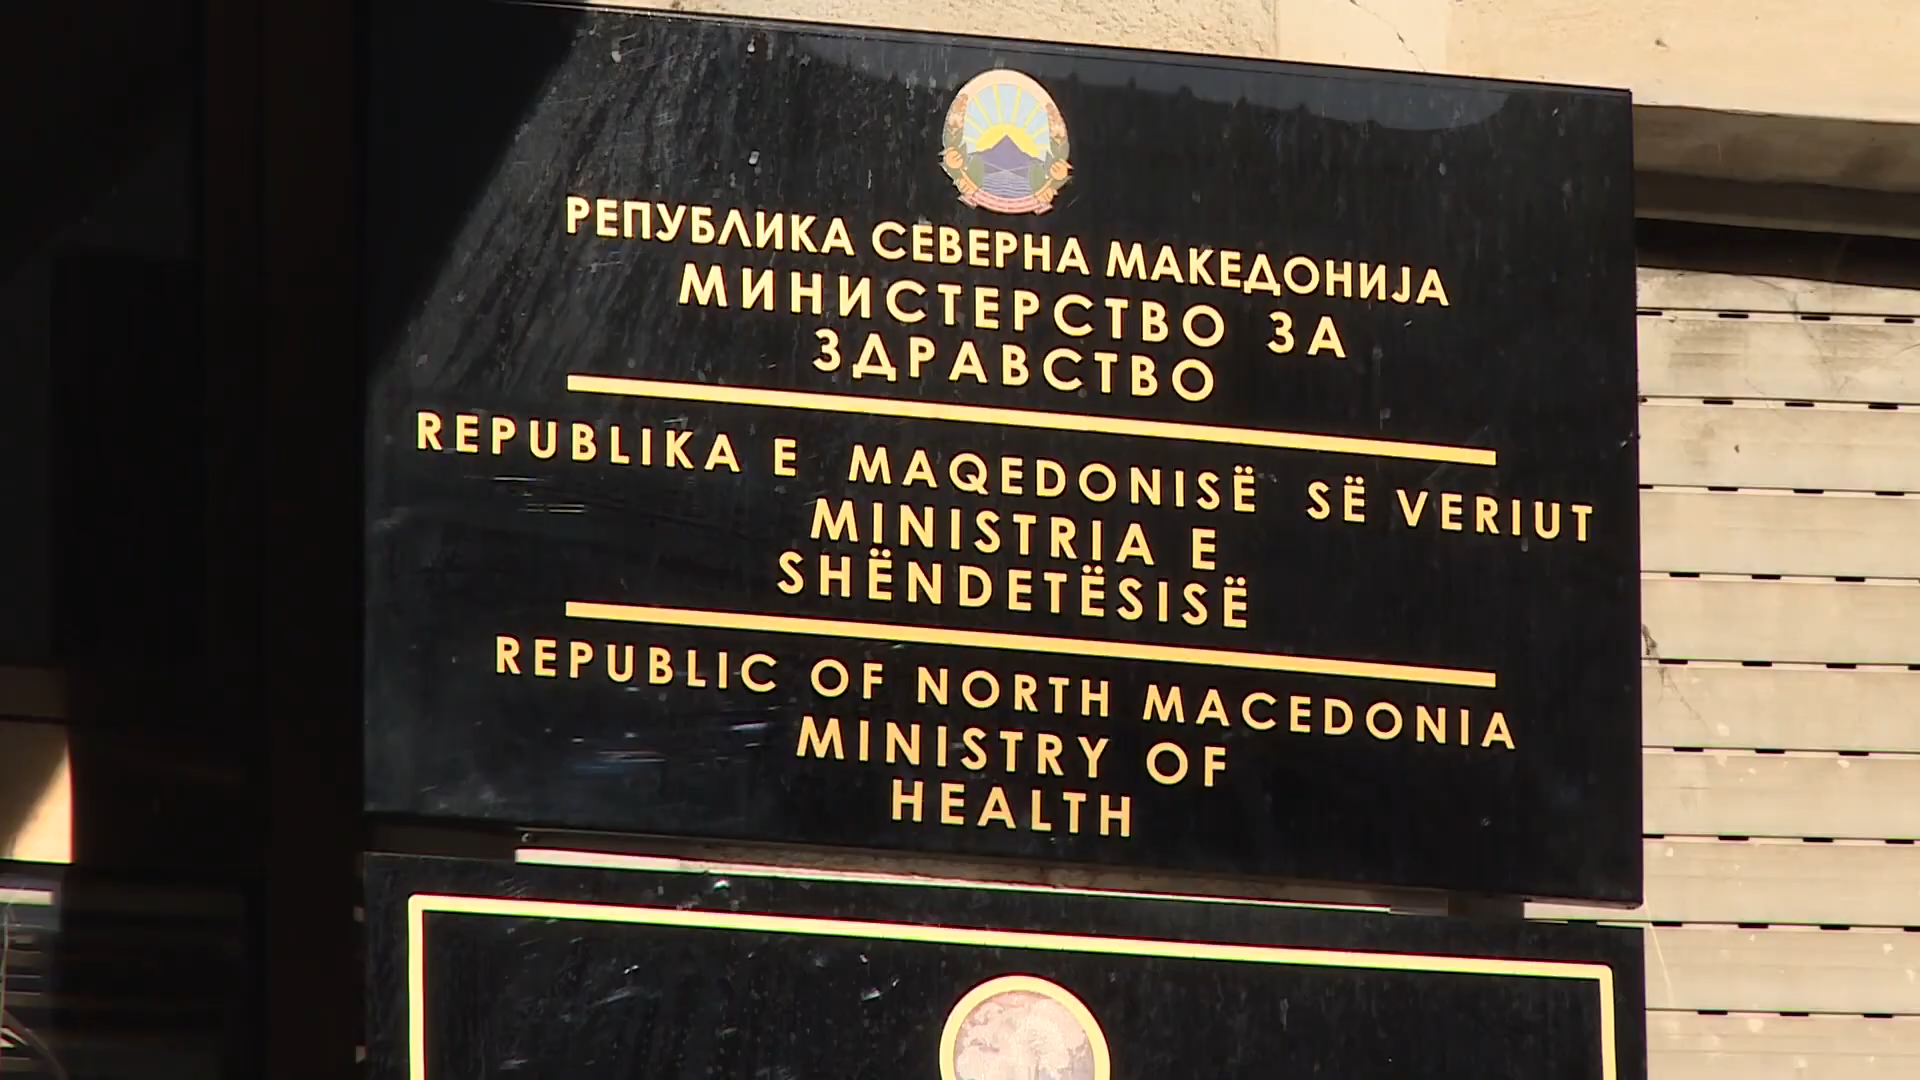 РЕПУБЛИКА СЕВЕРНА МАКЕДОНИЈА
МИНИСТЕРСТВО ЗА
ЗДРАВСТВО
REPUBLIKA E MAQEDONISË SË VERIUT
MINISTRIA E
SHËNDETËSISË
REPUBLIC OF NORTH MACEDONIA
MINISTRY OF
HEALTH